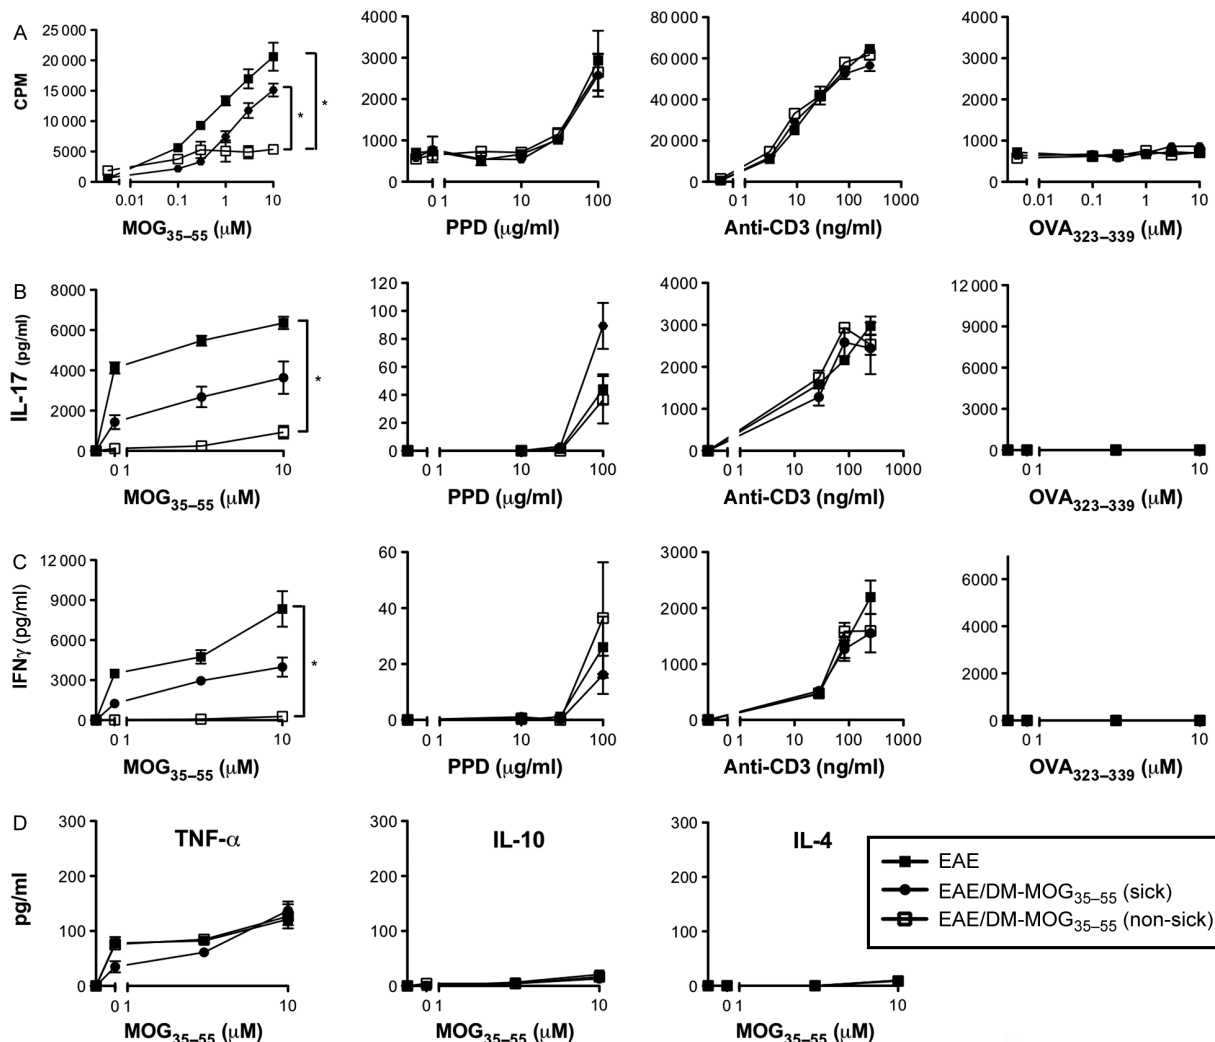 A
CPM
25 000
20 000
15 000
10 000
5000
0
0.01 0.1 1 10
MOG35–55 (μM)
4000
3000
2000
1000
0
0 1 10 100
PPD (μg/ml)
80 000
60 000
40 000
20 000
0
0 1 10 100 1000
Anti-CD3 (ng/ml)
4000
3000
2000
1000
0
0.01 0.1 1 10
OVA323–339 (μM)
* *
B
IL-17 (pg/ml)
8000
6000
4000
2000
0
0 1 10
MOG35–55 (μM)
*
120
100
80
60
40
20
0
0 1 10 100
PPD (μg/ml)
4000
3000
2000
1000
0
0 1 10 100 1000
Anti-CD3 (ng/ml)
12 000
9000
6000
3000
0
0 1 10
OVA323–339 (μM)
C
IFNγ (pg/ml)
12 000
9000
6000
3000
0
0 1 10
MOG35–55 (μM)
*
60
40
20
0
0 1 10 100
PPD (μg/ml)
3000
2000
1000
0
0 1 10 100 1000
Anti-CD3 (ng/ml)
6000
4000
2000
0
0 1 10
OVA323–339 (μM)
D
pg/ml
TNF-α
300
200
100
0
0 1 10
MOG35–55 (μM)
IL-10
300
200
100
0
0 1 10
MOG35–55 (μM)
IL-4
300
200
100
0
0 1 10
MOG35–55 (μM)
EAE
EAE/DM-MOG35–55 (sick)
EAE/DM-MOG35–55 (non-sick)